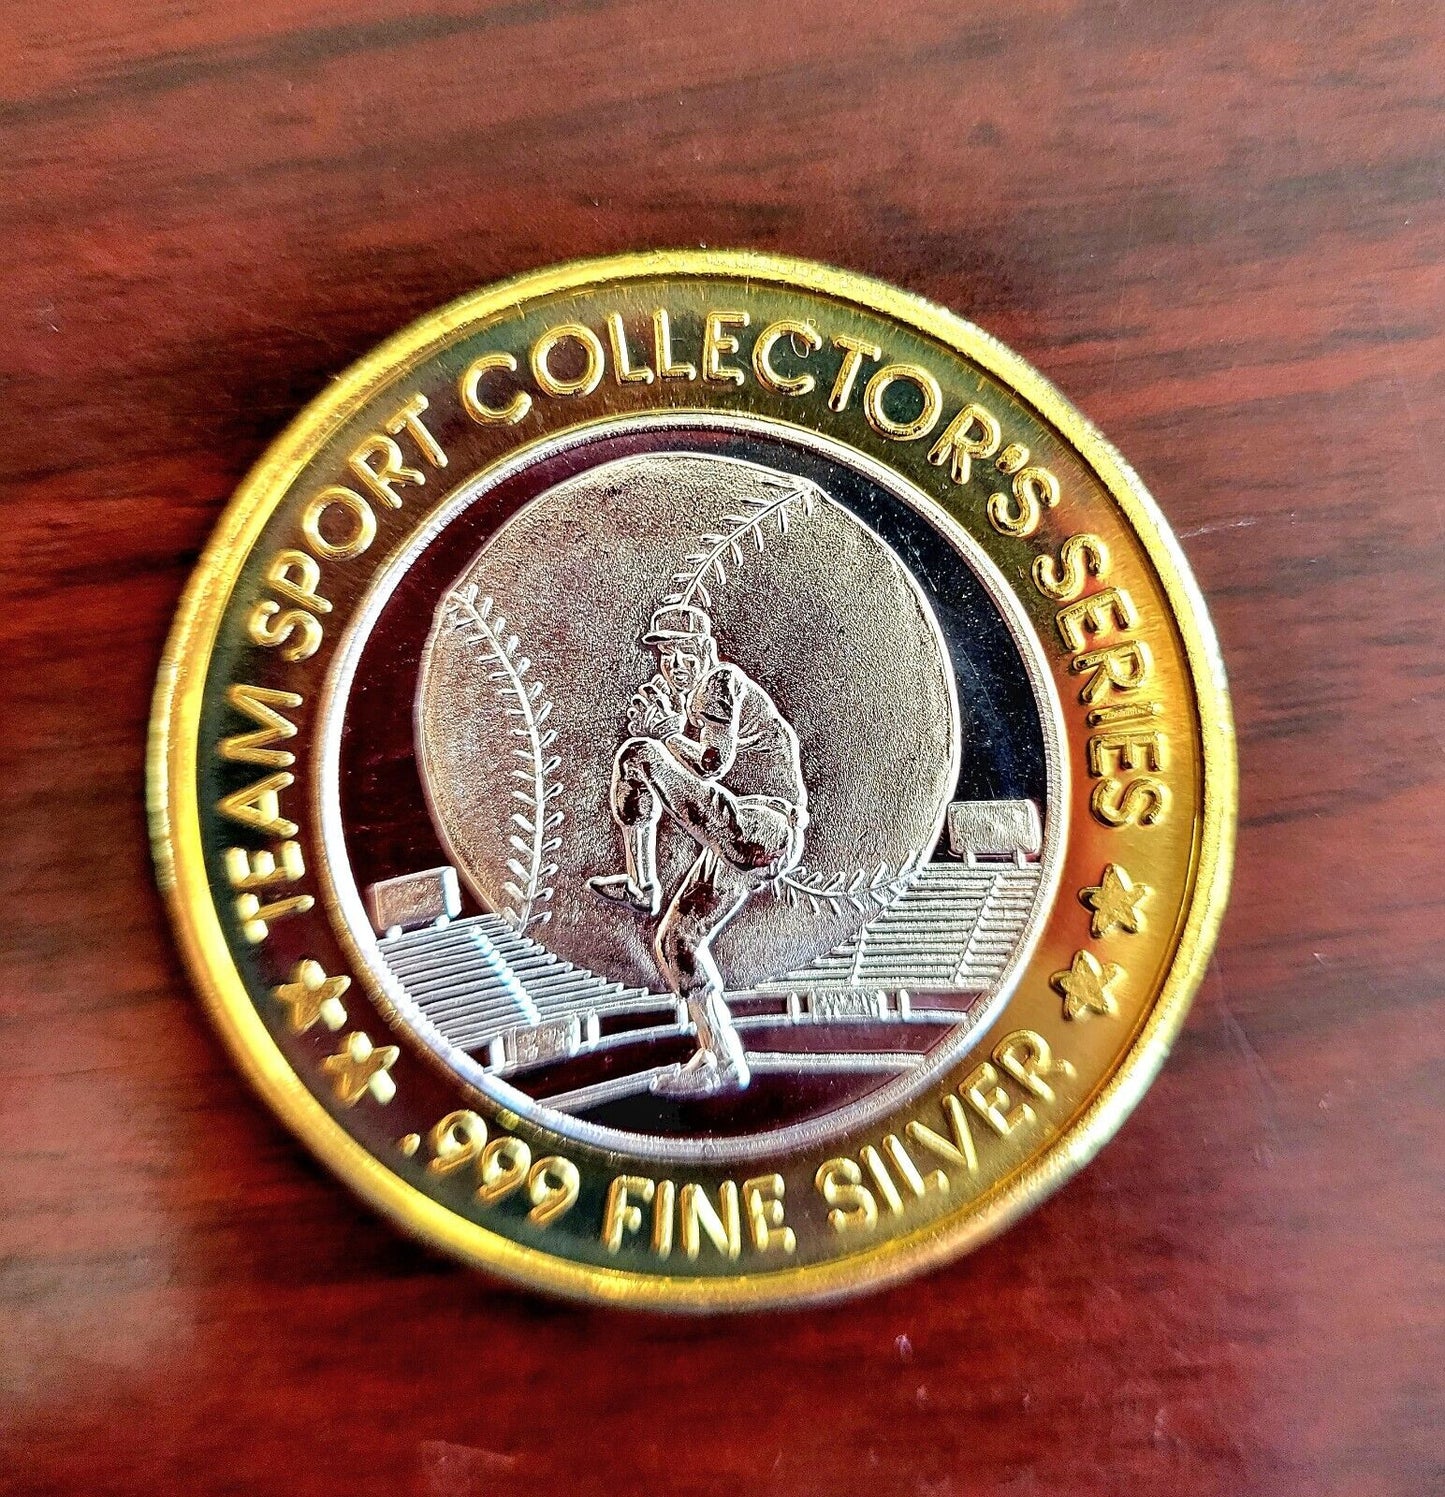 TEAM SPORT COLLECTOR'S SERIES
.999 FINE SILVER